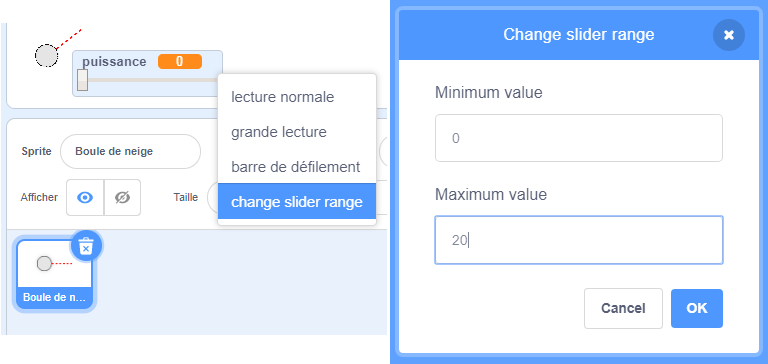 puissance 0
lecture normale
grande lecture
barre de défilement
change slider range
Sprite Boule de neige
Afficher Taille
Boule de n...
Change slider range
Minimum value
0
Maximum value
20
Cancel OK